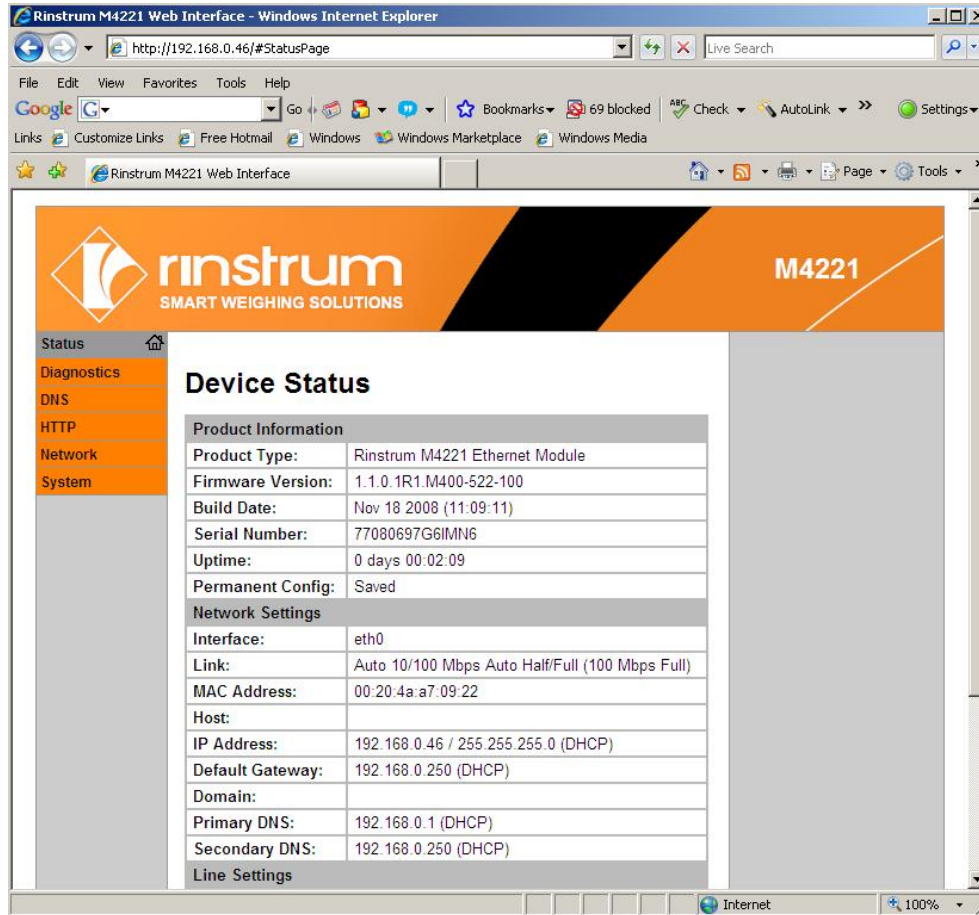 Rinstrum M4221 Web Interface - Windows Internet Explorer
http://192.168.0.46/#StatusPage
Live Search
File Edit View Favorites Tools Help
Google G Go Bookmarks 69 blocked ABC Check AutoLink >> Settings
Links Customize Links Free Hotmail Windows Windows Marketplace Windows Media
Rinstrum M4221 Web Interface Page Tools
rinstrum
SMART WEIGHING SOLUTIONS
M4221
Status
Diagnostics
DNS
HTTP
Network
System
Device Status
Product Information
Product Type: Rinstrum M4221 Ethernet Module
Firmware Version: 1.1.0.1R1.M400-522-100
Build Date: Nov 18 2008 (11:09:11)
Serial Number: 77080697G6IMN6
Uptime: 0 days 00:02:09
Permanent Config: Saved
Network Settings
Interface: eth0
Link: Auto 10/100 Mbps Auto Half/Full (100 Mbps Full)
MAC Address: 00:20:4a:a7:09:22
Host:
IP Address: 192.168.0.46 / 255.255.255.0 (DHCP)
Default Gateway: 192.168.0.250 (DHCP)
Domain:
Primary DNS: 192.168.0.1 (DHCP)
Secondary DNS: 192.168.0.250 (DHCP)
Line Settings
Internet 100%